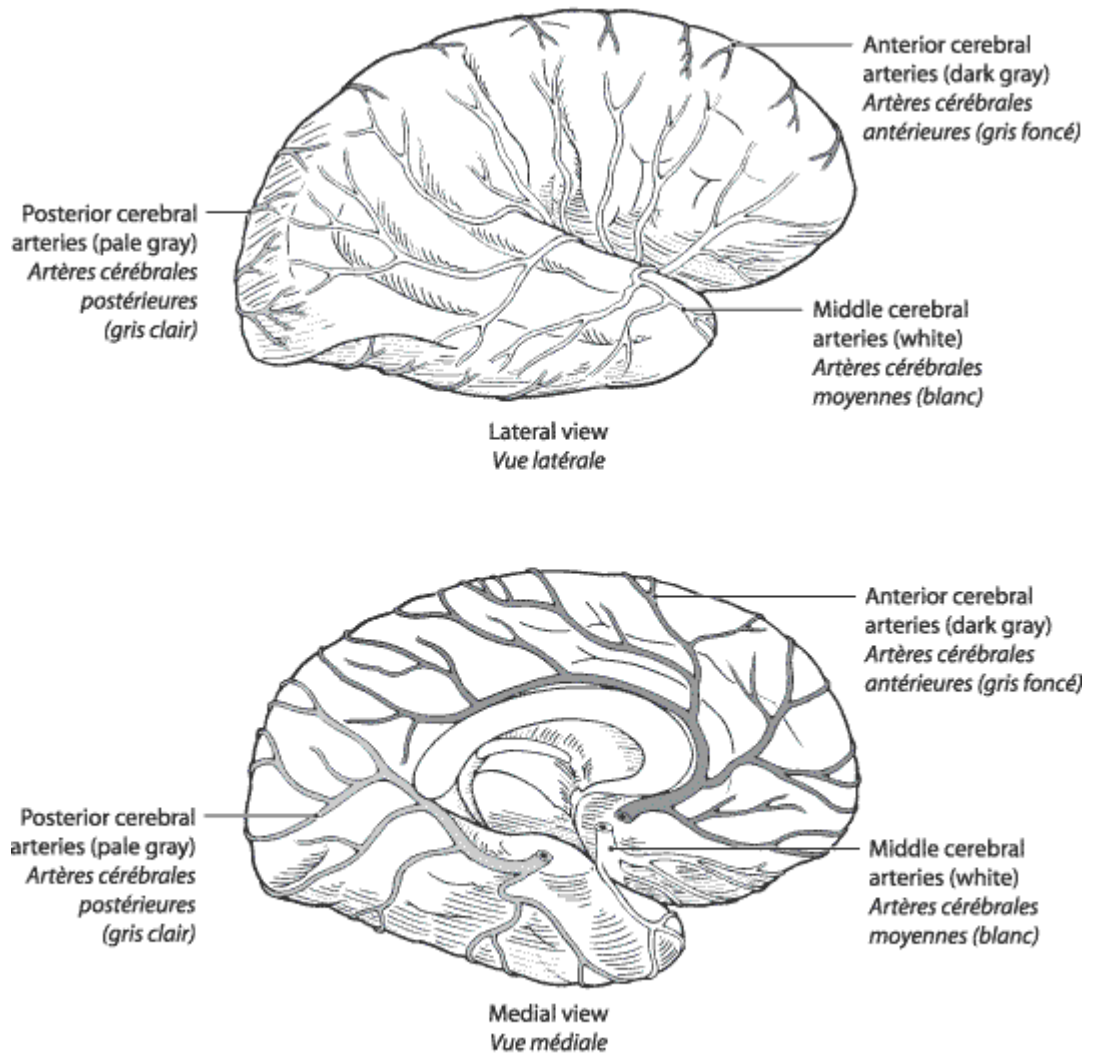 Anterior cerebral
arteries (dark gray)
Artères cérébrales
antérieures (gris foncé)
Posterior cerebral
arteries (pale gray)
Artères cérébrales
postérieures
(gris clair)
Middle cerebral
arteries (white)
Artères cérébrales
moyennes (blanc)
Lateral view
Vue latérale
Anterior cerebral
arteries (dark gray)
Artères cérébrales
antérieures (gris foncé)
Posterior cerebral
arteries (pale gray)
Artères cérébrales
postérieures
(gris clair)
Middle cerebral
arteries (white)
Artères cérébrales
moyennes (blanc)
Medial view
Vue médiale